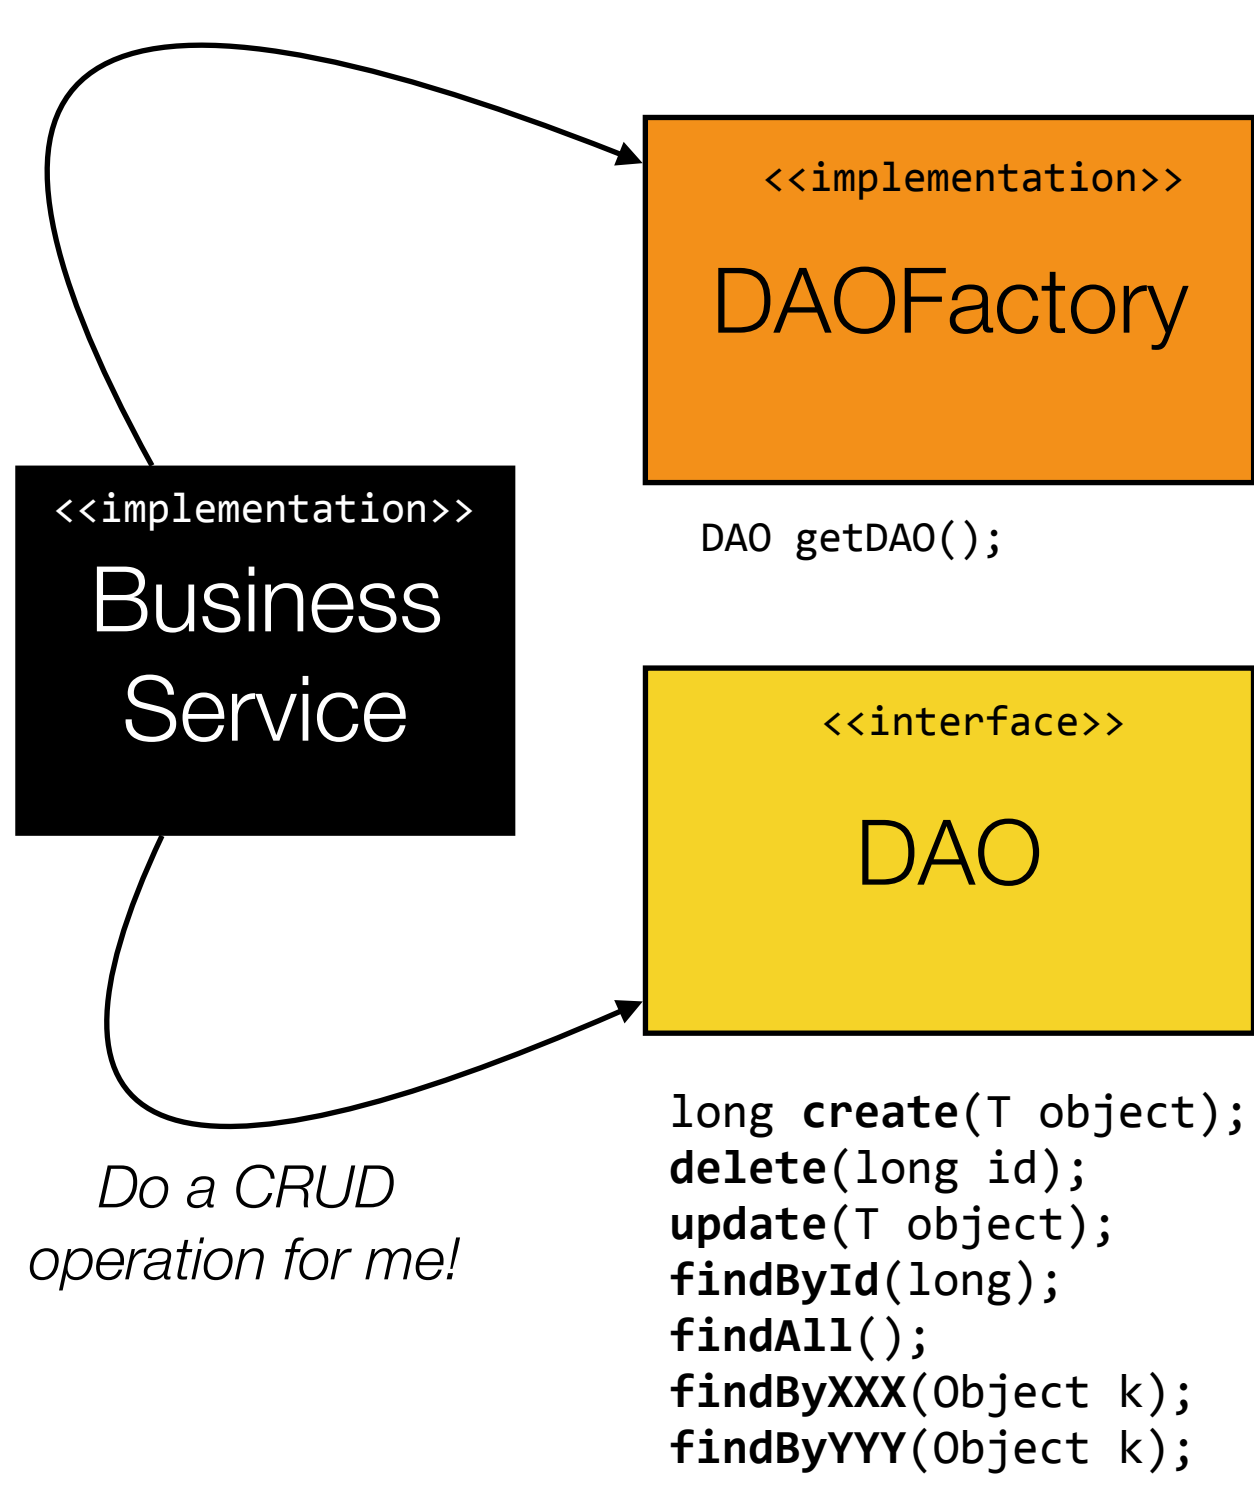 <<implementation>>
DAOFactory
DAO getDAO();
<<implementation>>
Business
Service
<<interface>>
DAO
Do a CRUD
operation for me!
long create(T object);
delete(long id);
update(T object);
findById(long);
findAll();
findByXXX(Object k);
findByYYY(Object k);